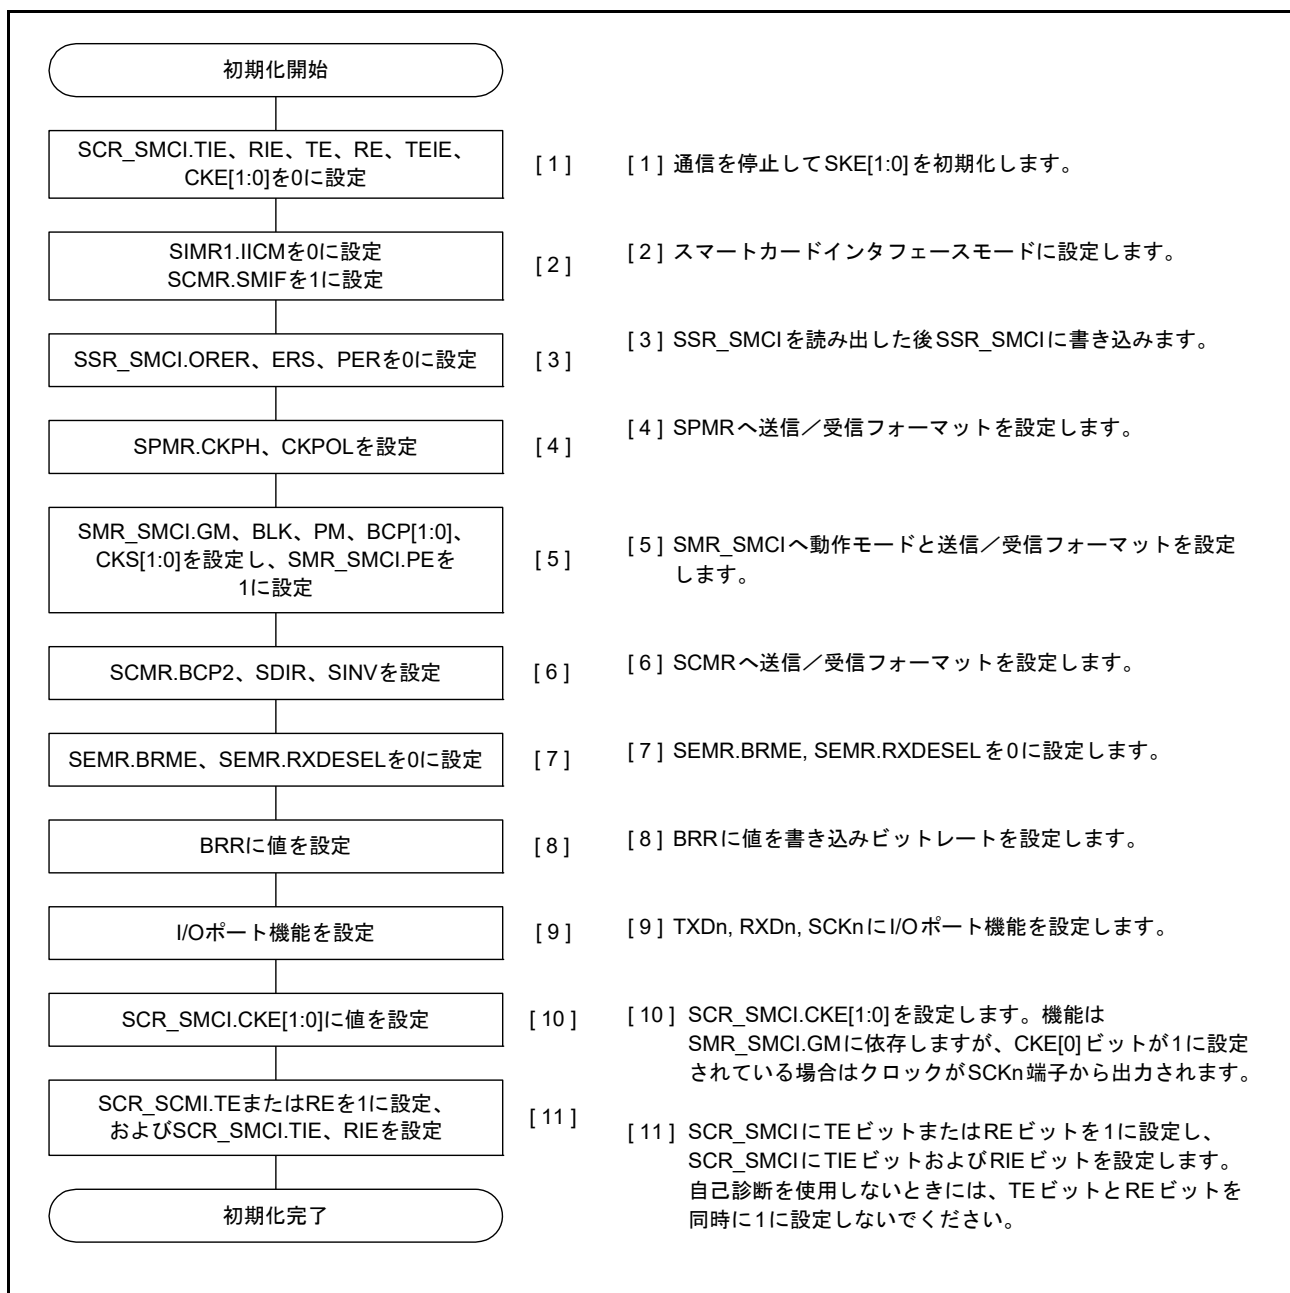 初期化開始
SCR_SMCI.TIE、RIE、TE、RE、TEIE、
CKE[1:0]を0に設定
[ 1 ]
[ 1 ] 通信を停止してSKE[1:0]を初期化します。
SIMR1.IICMを0に設定
SCMR.SMIFを1に設定
[ 2 ]
[ 2 ] スマートカードインタフェースモードに設定します。
SSR_SMCI.ORER、ERS、PERを0に設定
[ 3 ]
[ 3 ] SSR_SMCIを読み出した後SSR_SMCIに書き込みます。
SPMR.CKPH、CKPOLを設定
[ 4 ]
[ 4 ] SPMRへ送信／受信フォーマットを設定します。
SMR_SMCI.GM、BLK、PM、BCP[1:0]、
CKS[1:0]を設定し、SMR_SMCI.PEを
1に設定
[ 5 ]
[ 5 ] SMR_SMCIへ動作モードと送信／受信フォーマットを設定
します。
SCMR.BCP2、SDIR、SINVを設定
[ 6 ]
[ 6 ] SCMRへ送信／受信フォーマットを設定します。
SEMR.BRME、SEMR.RXDESELを0に設定
[ 7 ]
[ 7 ] SEMR.BRME, SEMR.RXDESELを0に設定します。
BRRに値を設定
[ 8 ]
[ 8 ] BRRに値を書き込みビットレートを設定します。
I/Oポート機能を設定
[ 9 ]
[ 9 ] TXDn, RXDn, SCKnにI/Oポート機能を設定します。
SCR_SMCI.CKE[1:0]に値を設定
[ 10 ]
[ 10 ] SCR_SMCI.CKE[1:0]を設定します。機能は
SMR_SMCI.GMに依存しますが、CKE[0]ビットが1に設定
されている場合はクロックがSCKn端子から出力されます。
SCR_SCMI.TEまたはREを1に設定、
およびSCR_SMCI.TIE、RIEを設定
[ 11 ]
[ 11 ] SCR_SMCIにTEビットまたはREビットを1に設定し、
SCR_SMCIにTIEビットおよびRIEビットを設定します。
自己診断を使用しないときには、TEビットとREビットを
同時に1に設定しないでください。
初期化完了